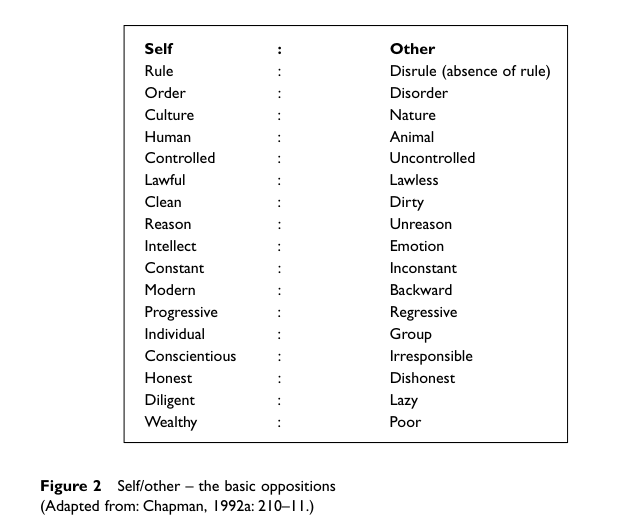 Self : Other
Rule : Disrule (absence of rule)
Order : Disorder
Culture : Nature
Human : Animal
Controlled : Uncontrolled
Lawful : Lawless
Clean : Dirty
Reason : Unreason
Intellect : Emotion
Constant : Inconstant
Modern : Backward
Progressive : Regressive
Individual : Group
Conscientious : Irresponsible
Honest : Dishonest
Diligent : Lazy
Wealthy : Poor
Figure 2 Self/other – the basic oppositions
(Adapted from: Chapman, 1992a: 210–11.)